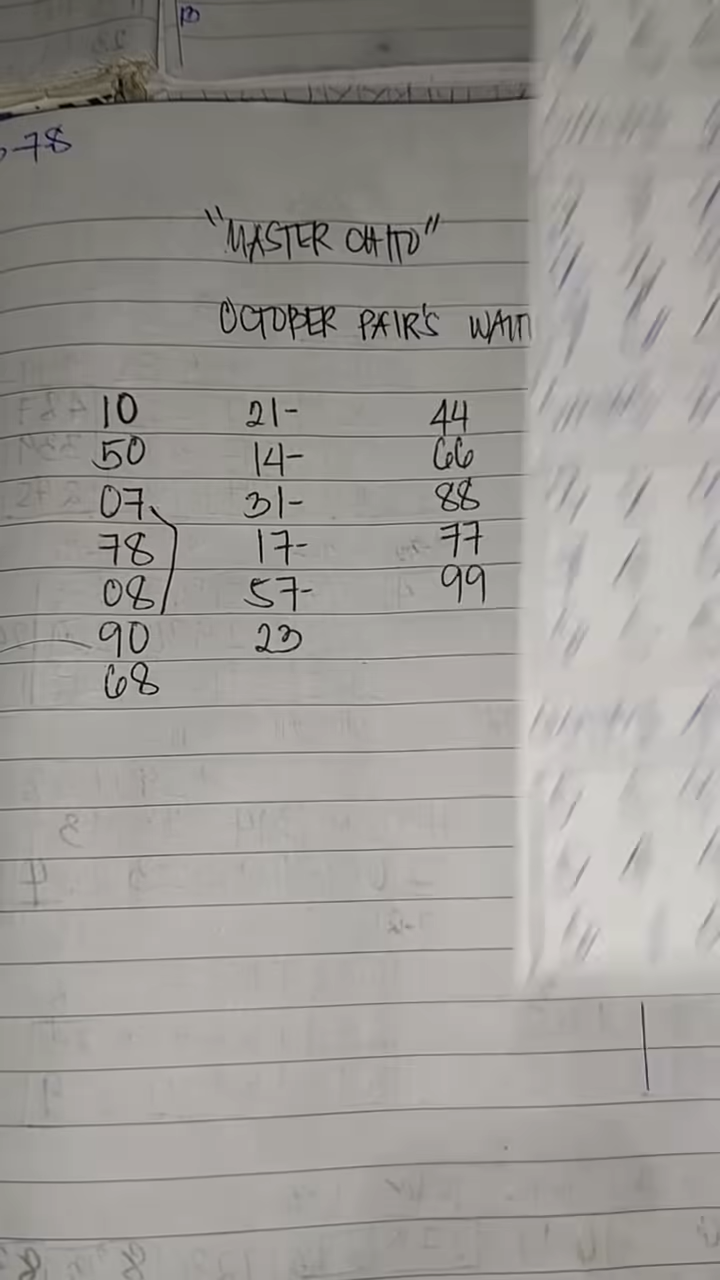 -78
"MASTER CHITO"
OCTOBER PAIR'S
10 21- 44
50 14- 66
07 31- 88
78 17- 77
08 57- 99
90 23
68